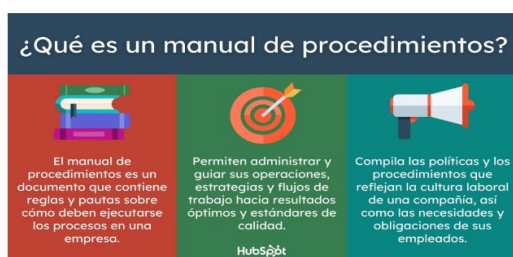 ¿Qué es un manual de procedimientos?
El manual de
procedimientos es un
documento que contiene
reglas y pautas sobre
cómo deben ejecutarse
los procesos en una
empresa.
Permiten administrar y
guiar sus operaciones,
estrategias y flujos de
trabajo hacia resultados
óptimos y estándares de
calidad.
Compila las políticas y los
procedimientos que
reflejan la cultura laboral
de una compañía, así
como las necesidades y
obligaciones de sus
empleados.
HubSpot